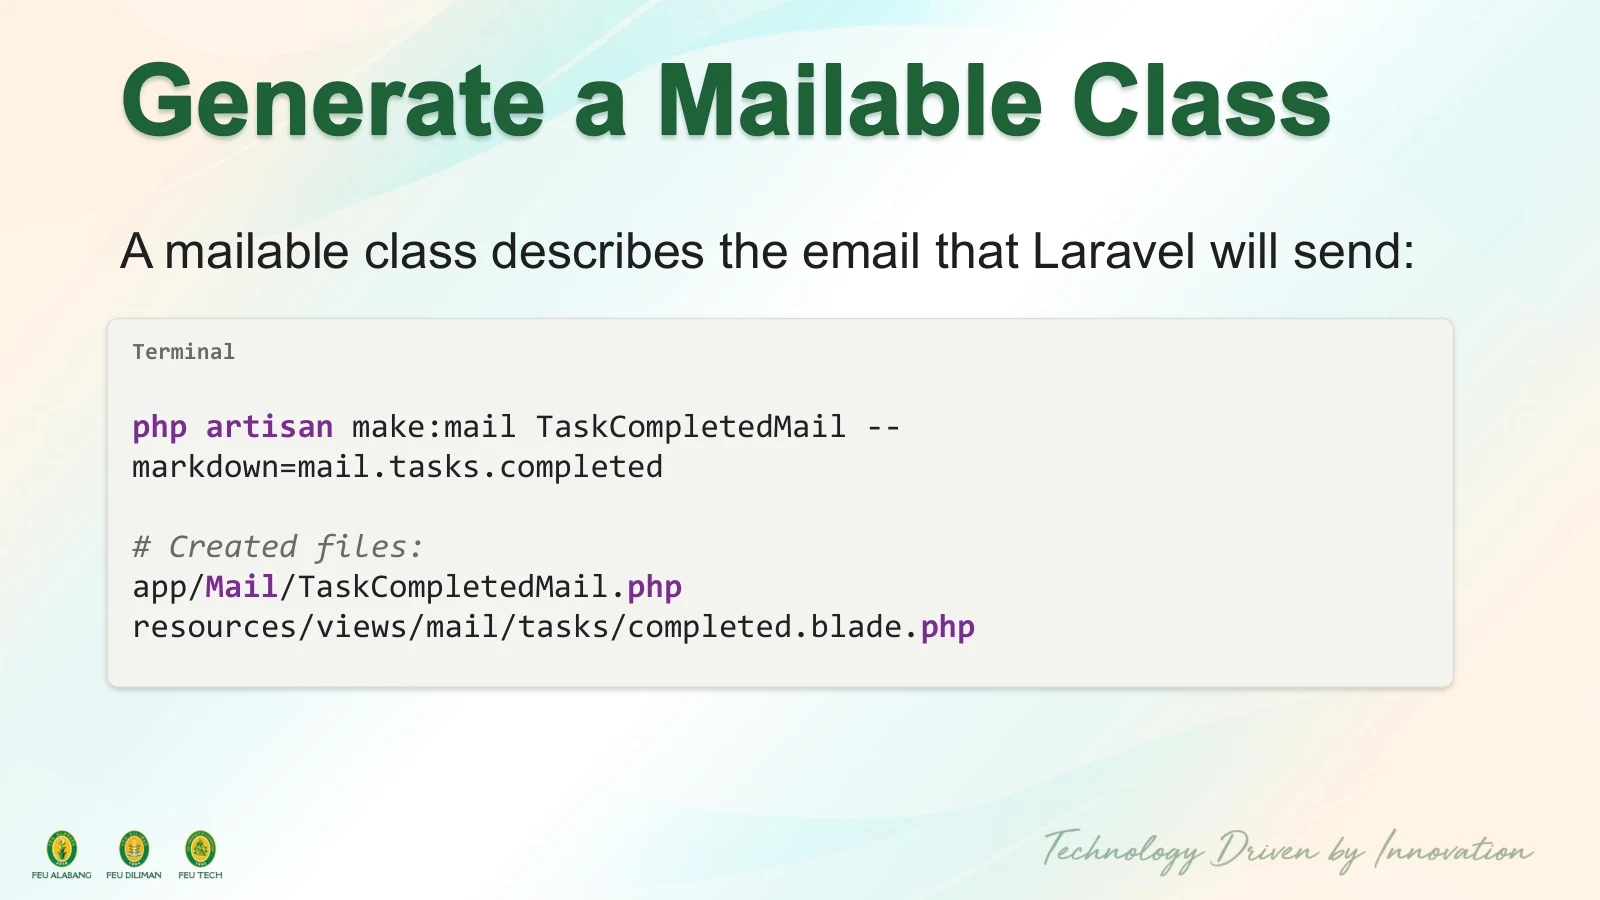 Generate a Mailable Class
A mailable class describes the email that Laravel will send:
Terminal
php artisan make:mail TaskCompletedMail --
markdown=mail.tasks.completed
# Created files:
app/Mail/TaskCompletedMail.php
resources/views/mail/tasks/completed.blade.php
FEU ALABANG
FEU DILIMAN
FEU TECH
Technology Driven by Innovation